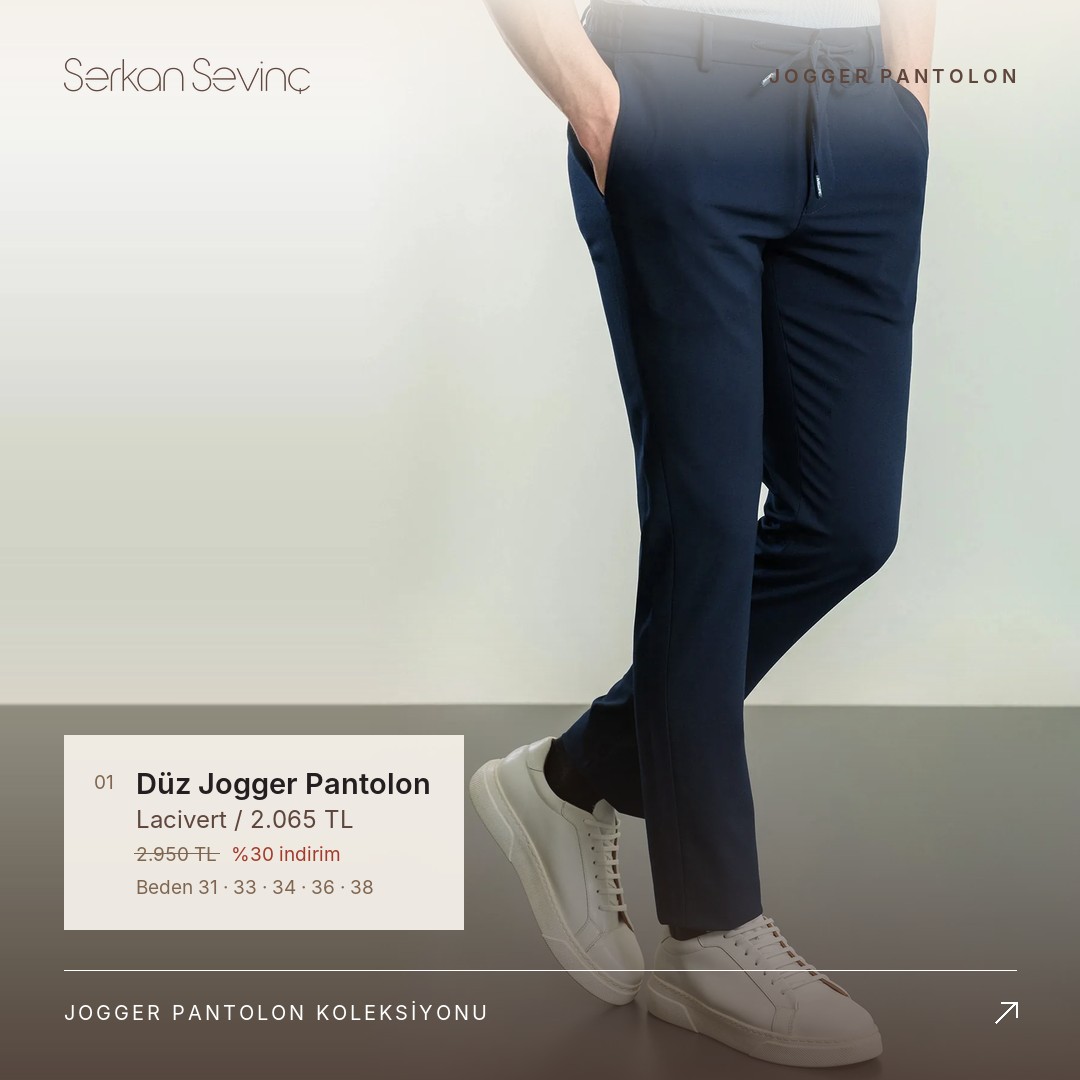 Serkan Sevinç
JOGGER PANTOLON
01 Düz Jogger Pantolon
Lacivert / 2.065 TL
2.950 TL %30 indirim
Beden 31 · 33 · 34 · 36 · 38
JOGGER PANTOLON KOLEKSİYONU